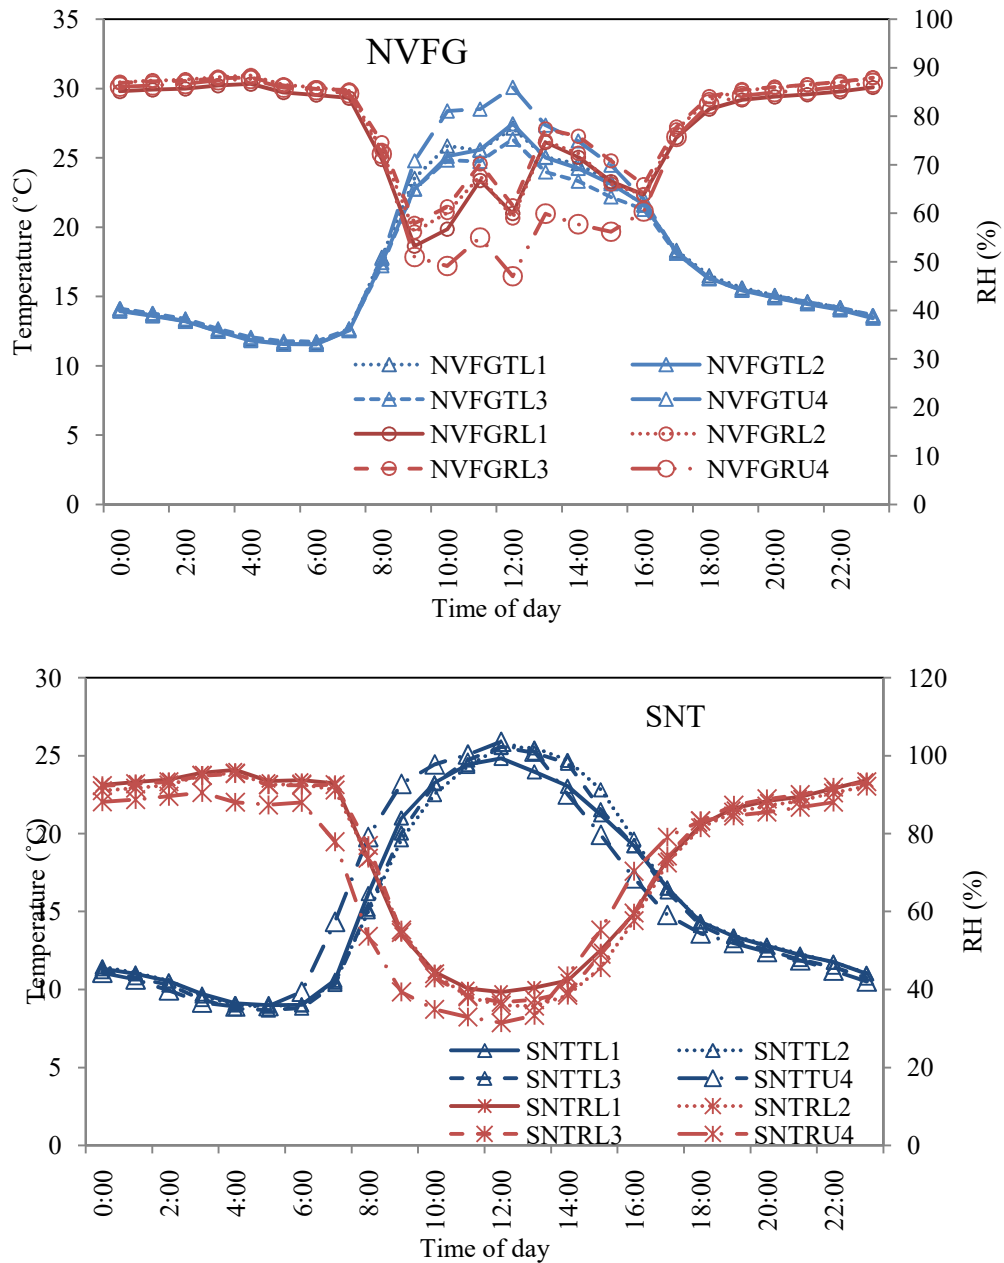 NVFG
35
30
25
20
15
10
5
0
Temperature (˚C)
100
90
80
70
60
50
40
30
20
10
0
RH (%)
NVFGTL1 NVFGTL2
NVFGTL3 NVFGTU4
NVFGRL1 NVFGRL2
NVFGRL3 NVFGRU4
0:00 2:00 4:00 6:00 8:00 10:00 12:00 14:00 16:00 18:00 20:00 22:00
Time of day
SNT
30
25
20
15
10
5
0
Temperature (˚C)
120
100
80
60
40
20
0
RH (%)
SNTTL1 SNTTL2
SNTTL3 SNTTU4
SNTRL1 SNTRL2
SNTRL3 SNTRU4
0:00 2:00 4:00 6:00 8:00 10:00 12:00 14:00 16:00 18:00 20:00 22:00
Time of day